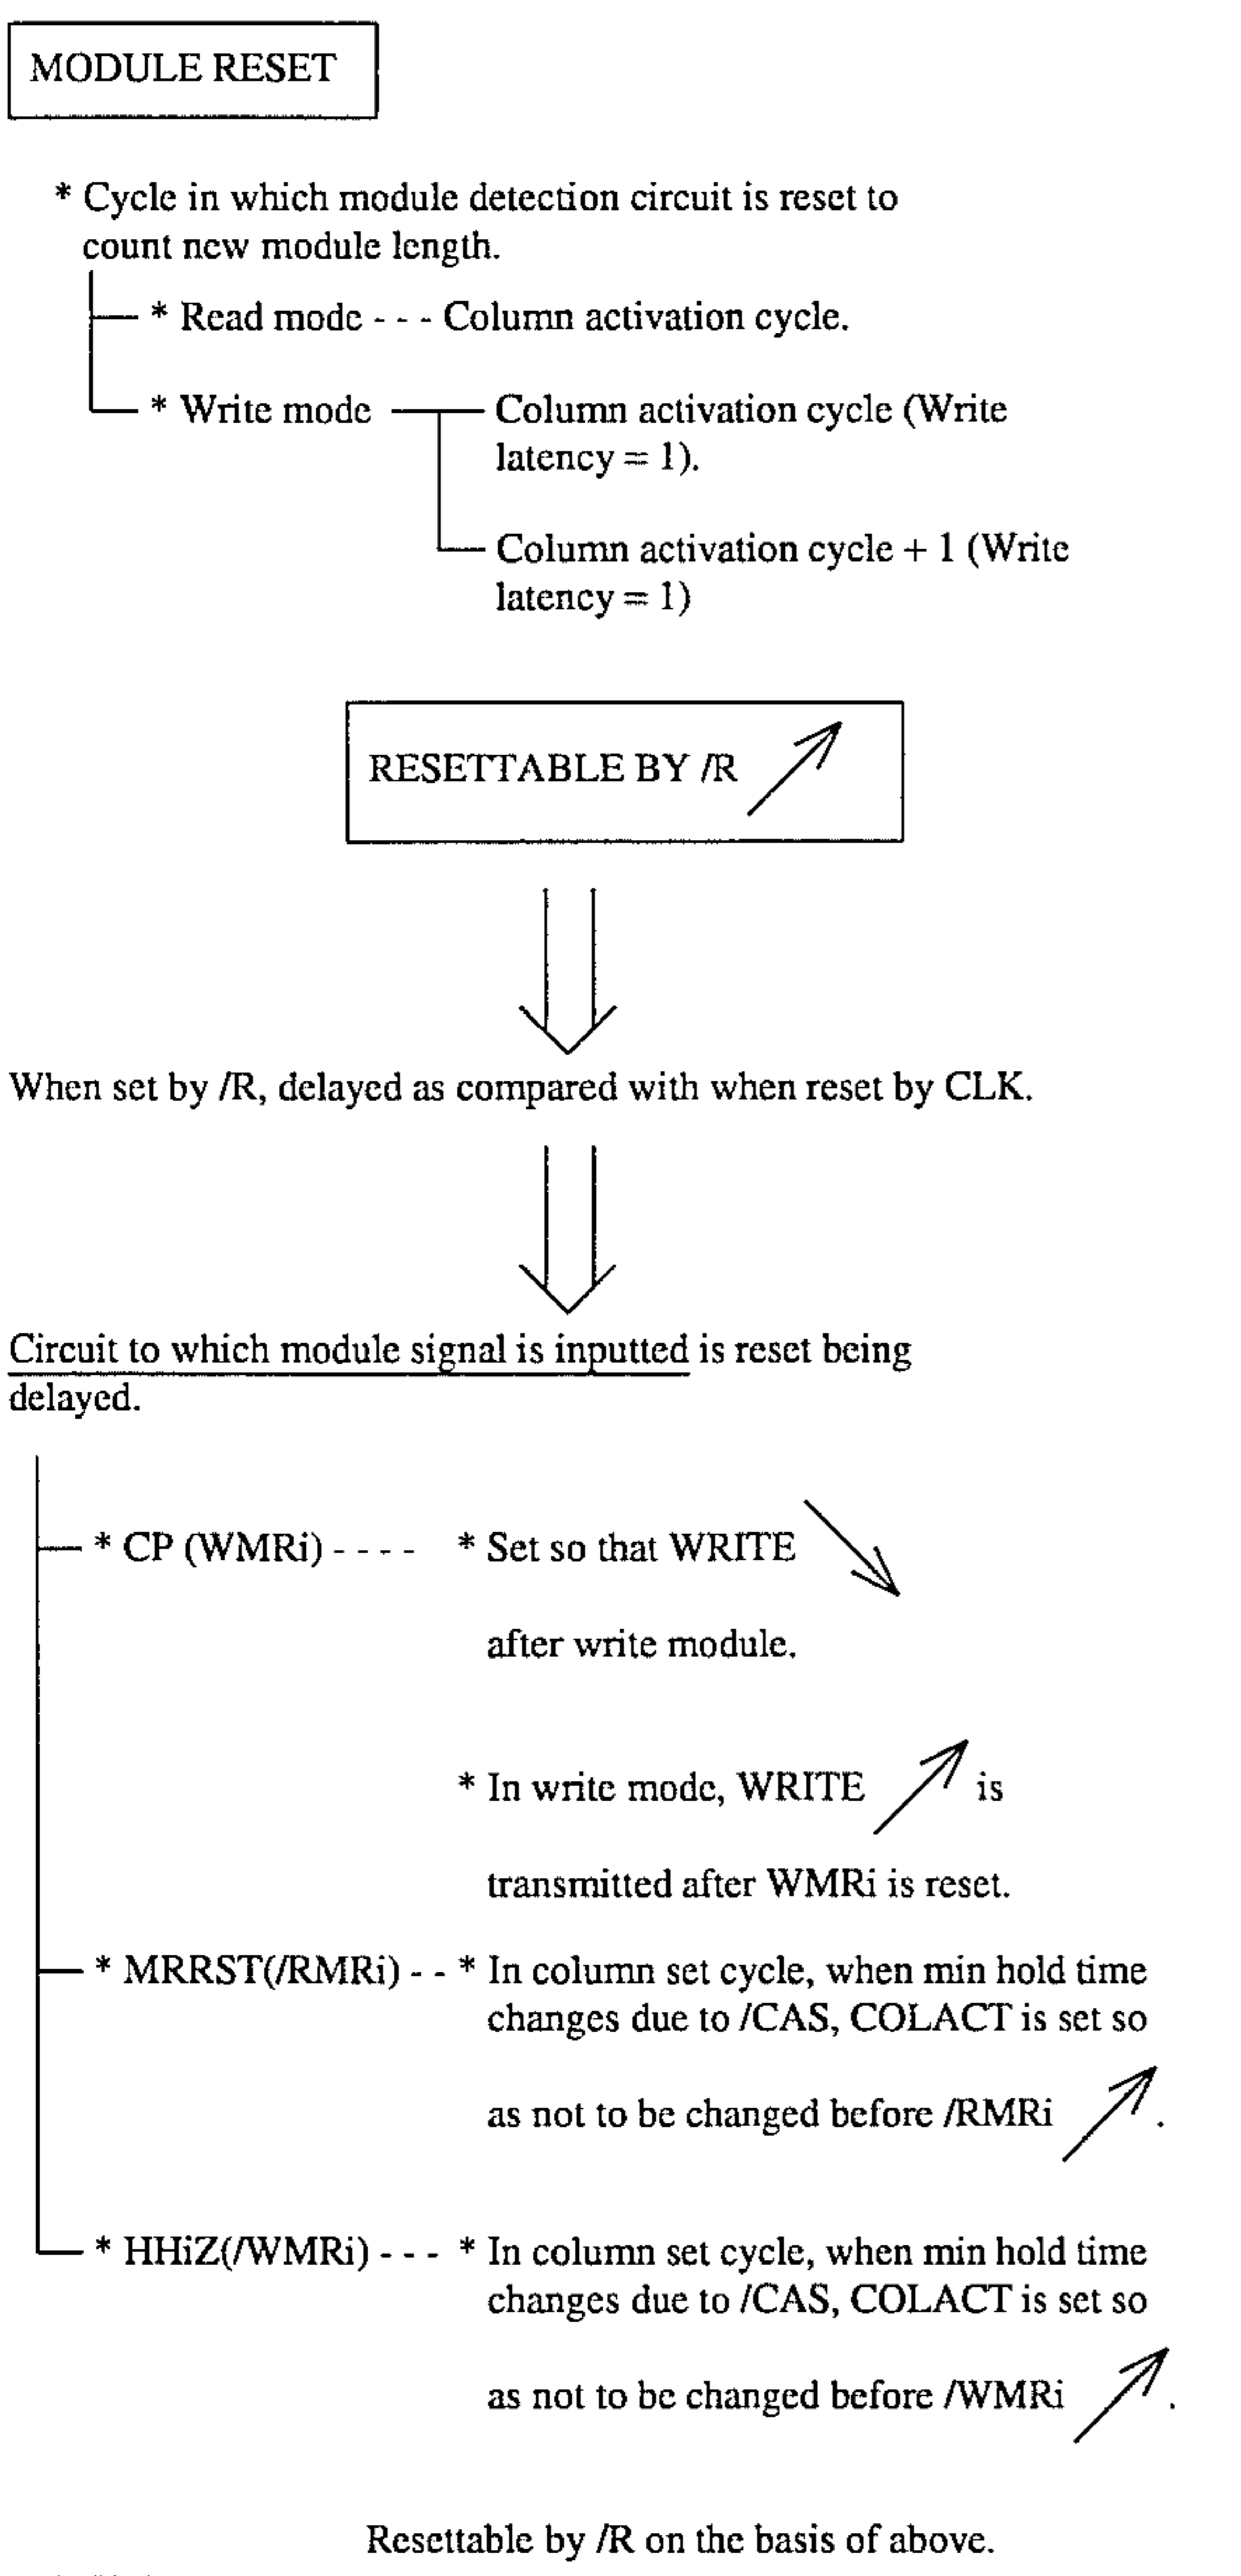 MODULE RESET
* Cycle in which module detection circuit is reset to
count new module length.
* Read mode - - - Column activation cycle.
* Write mode Column activation cycle (Write
latency = 1).
Column activation cycle + 1 (Write
latency = 1)
RESETTABLE BY /R
When set by /R, delayed as compared with when reset by CLK.
Circuit to which module signal is inputted is reset being
delayed.
* CP (WMRi) - - - - * Set so that WRITE
after write module.
* In write mode, WRITE is
transmitted after WMRi is reset.
* MRRST(/RMRi) - - * In column set cycle, when min hold time
changes due to /CAS, COLACT is set so
as not to be changed before /RMRi .
* HHiZ(/WMRi) - - - * In column set cycle, when min hold time
changes due to /CAS, COLACT is set so
as not to be changed before /WMRi .
Resettable by /R on the basis of above.